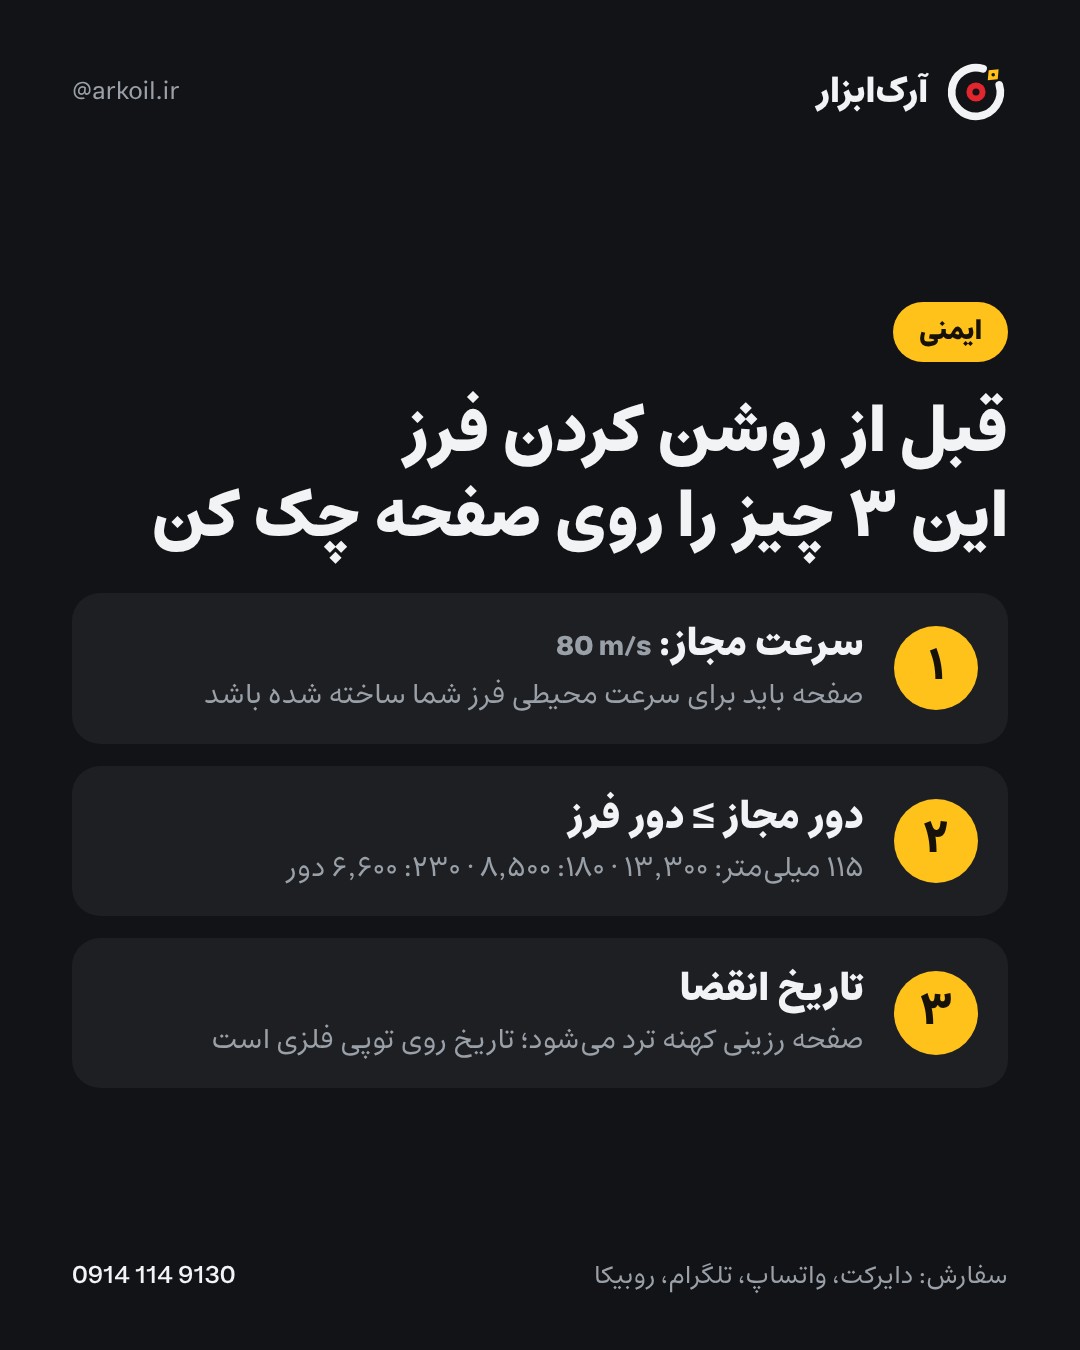 آرک‌ابزار
@arkoil.ir
ایمنی
قبل از روشن کردن فرز
این ۳ چیز را روی صفحه چک کن
۱
سرعت مجاز: 80 m/s
صفحه باید برای سرعت محیطی فرز شما ساخته شده باشد
۲
دور مجاز ≥ دور فرز
۱۱۵ میلی‌متر: ۱۳,۳۰۰ · ۱۸۰: ۸,۵۰۰ · ۲۳۰: ۶,۶۰۰ دور
۳
تاریخ انقضا
صفحه رزینی کهنه ترد می‌شود؛ تاریخ روی توپی فلزی است
سفارش: دایرکت، واتساپ، تلگرام، روبیکا
0914 114 9130